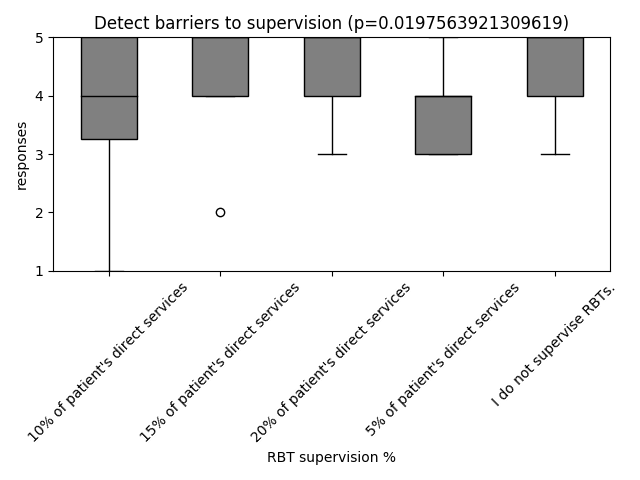 Detect barriers to supervision (p=0.0197563921309619)
5
4
3
2
1
responses
10% of patient's direct services
15% of patient's direct services
20% of patient's direct services
5% of patient's direct services
I do not supervise RBTs.
RBT supervision %